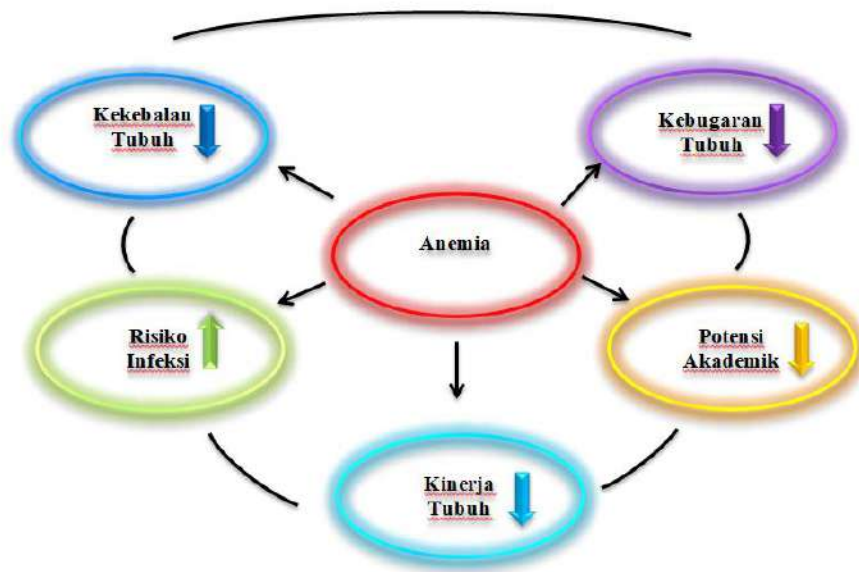 Kekebalan
Tubuh
Kebugaran
Tubuh
Anemia
Risiko
Infeksi
Potensi
Akademik
Kinerja
Tubuh